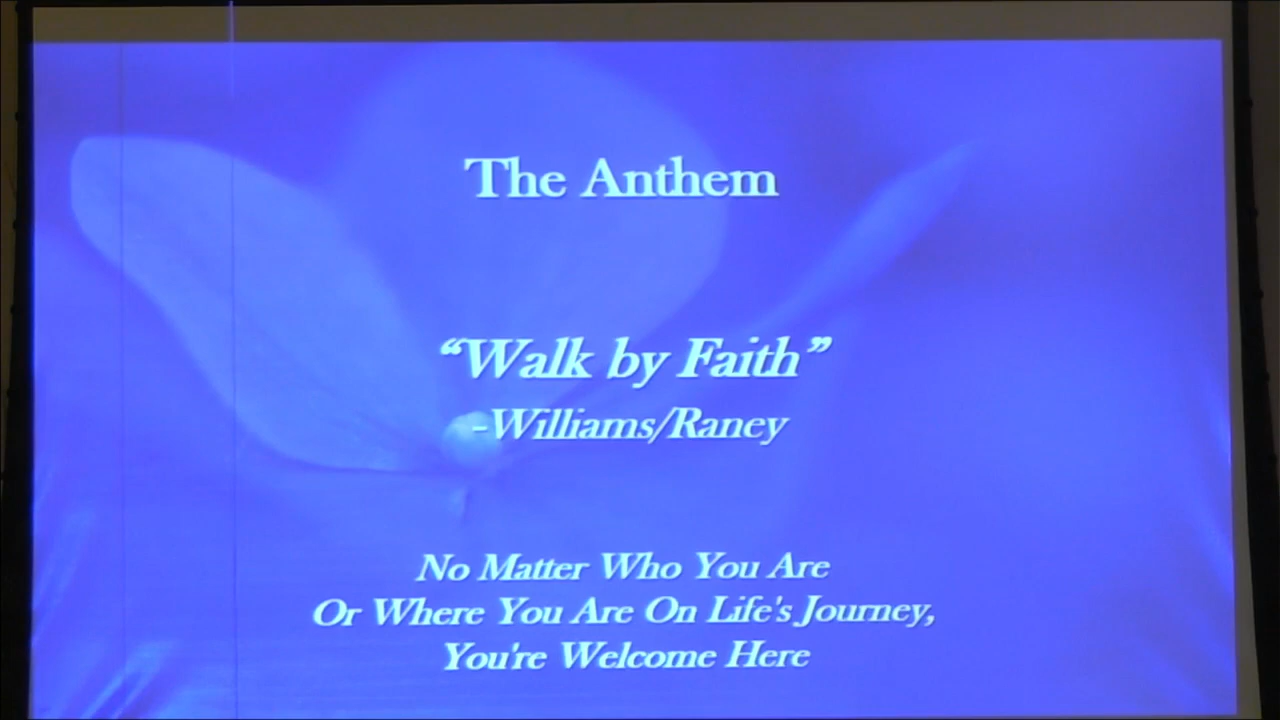 The Anthem
“Walk by Faith”
-Williams/Raney
No Matter Who You Are
Or Where You Are On Life's Journey,
You're Welcome Here